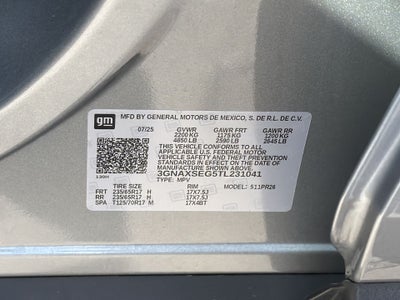 gm
MFD BY GENERAL MOTORS DE MEXICO, S. DE R.L. DE C.V.
07/25 GVWR GAWR FRT GAWR RR
2200 KG 1175 KG 1200 KG
4850 LB 2590 LB 2645 LB
THIS VEHICLE CONFORMS TO ALL
APPLICABLE U.S. FEDERAL MOTOR
VEHICLE SAFETY, BUMPER, AND THEFT
PREVENTION STANDARDS IN EFFECT ON THE
DATE OF MANUFACTURE SHOWN ABOVE.
3GNAXSEG5TL231041
TYPE: MPV
TIRE SIZE RIM MODEL: 511PR26
FRT 235/65R17 H 17X7.5J
RR 235/65R17 H 17X7.5J
SPA T125/70R17 M 17X4BT